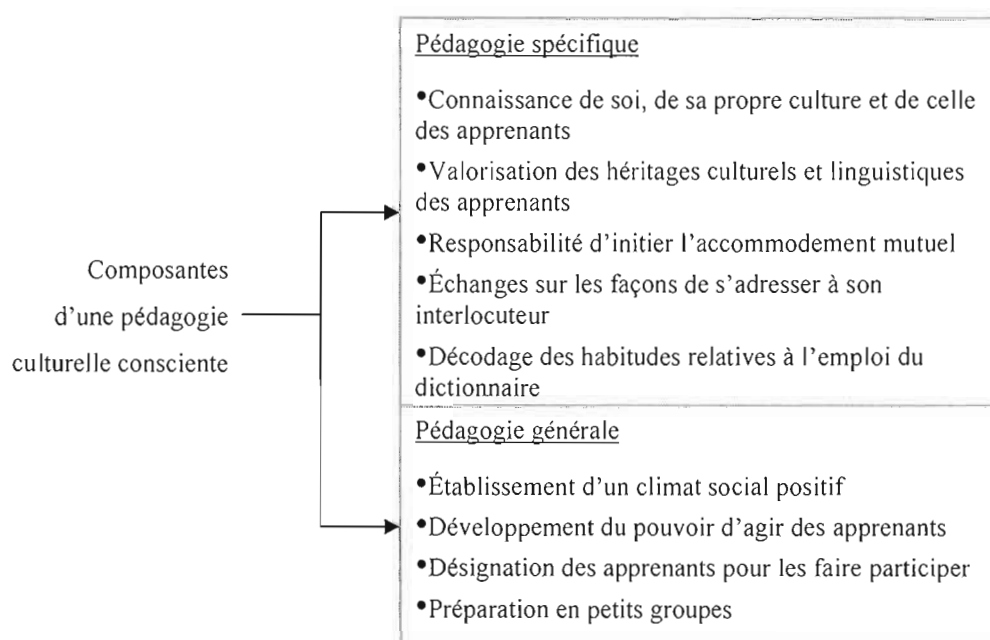 Composantes
d'une pédagogie
culturelle consciente
Pédagogie spécifique
•Connaissance de soi, de sa propre culture et de celle
des apprenants
•Valorisation des héritages culturels et linguistiques
des apprenants
•Responsabilité d'initier l'accommodement mutuel
•Échanges sur les façons de s'adresser à son
interlocuteur
•Décodage des habitudes relatives à l'emploi du
dictionnaire
Pédagogie générale
•Établissement d'un climat social positif
•Développement du pouvoir d'agir des apprenants
•Désignation des apprenants pour les faire participer
•Préparation en petits groupes